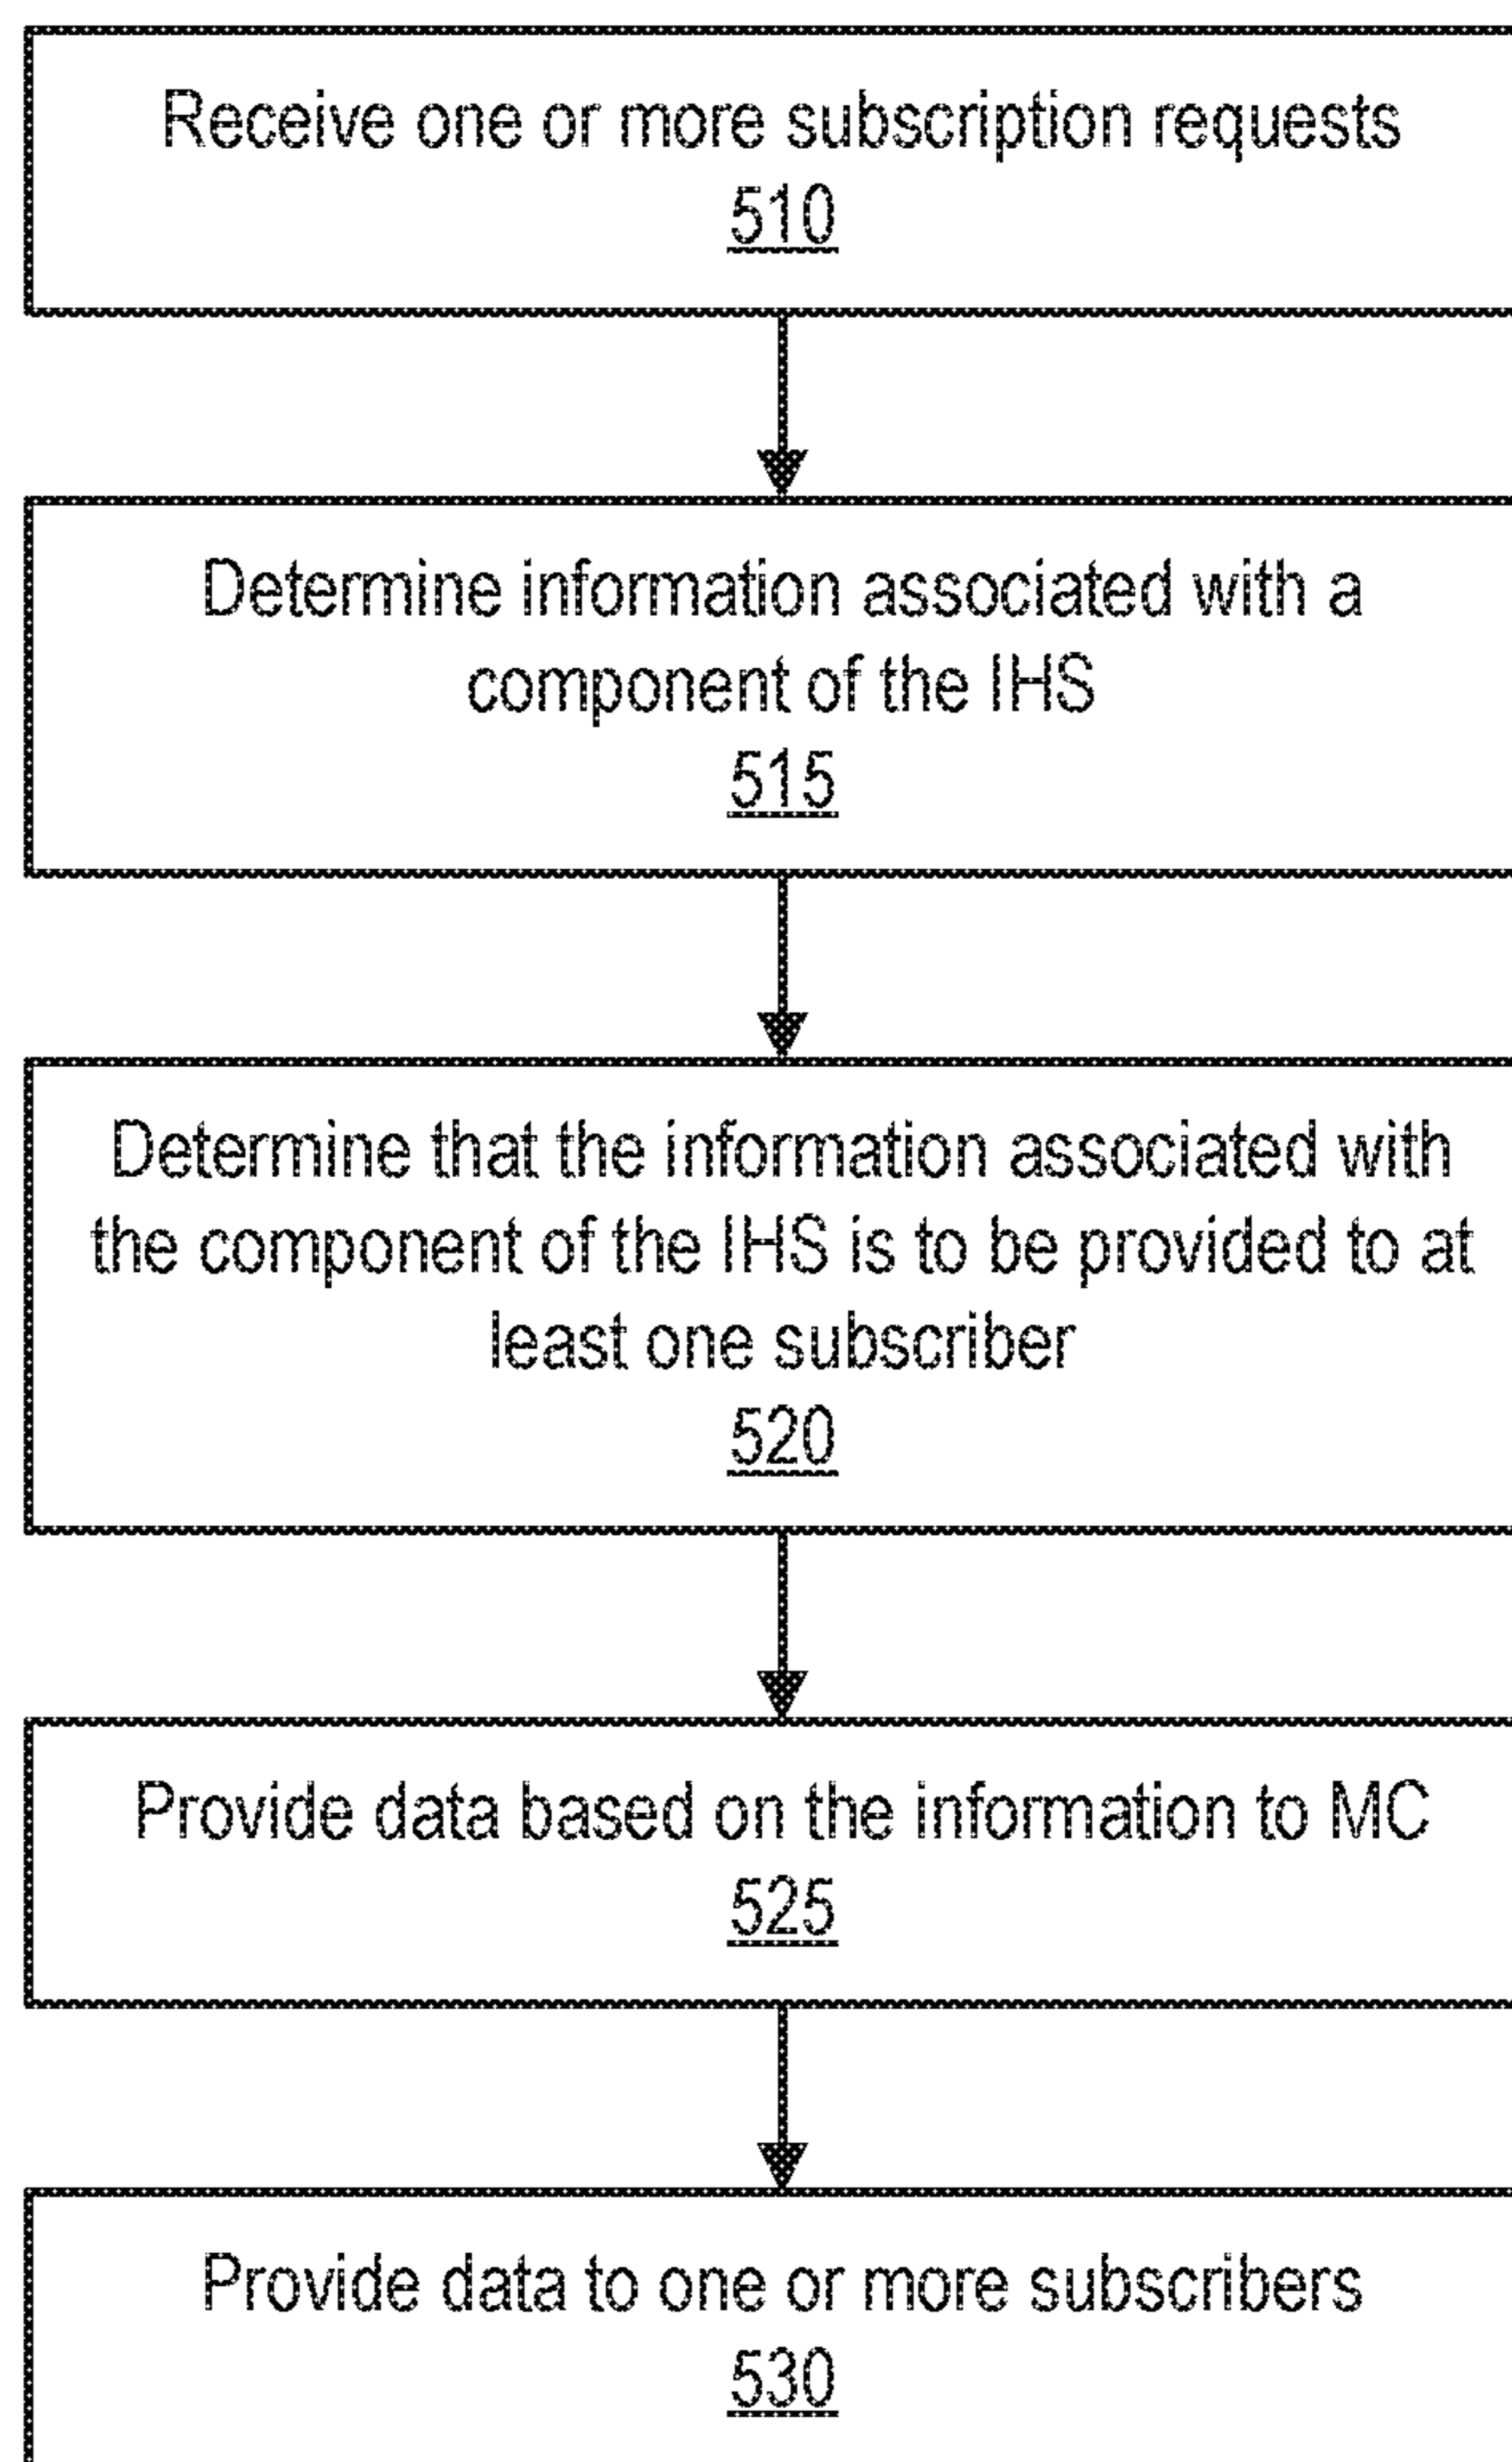 Receive one or more subscription requests
510
Determine information associated with a
component of the IHS
515
Determine that the information associated with
the component of the IHS is to be provided to at
least one subscriber
520
Provide data based on the information to MC
525
Provide data to one or more subscribers
530